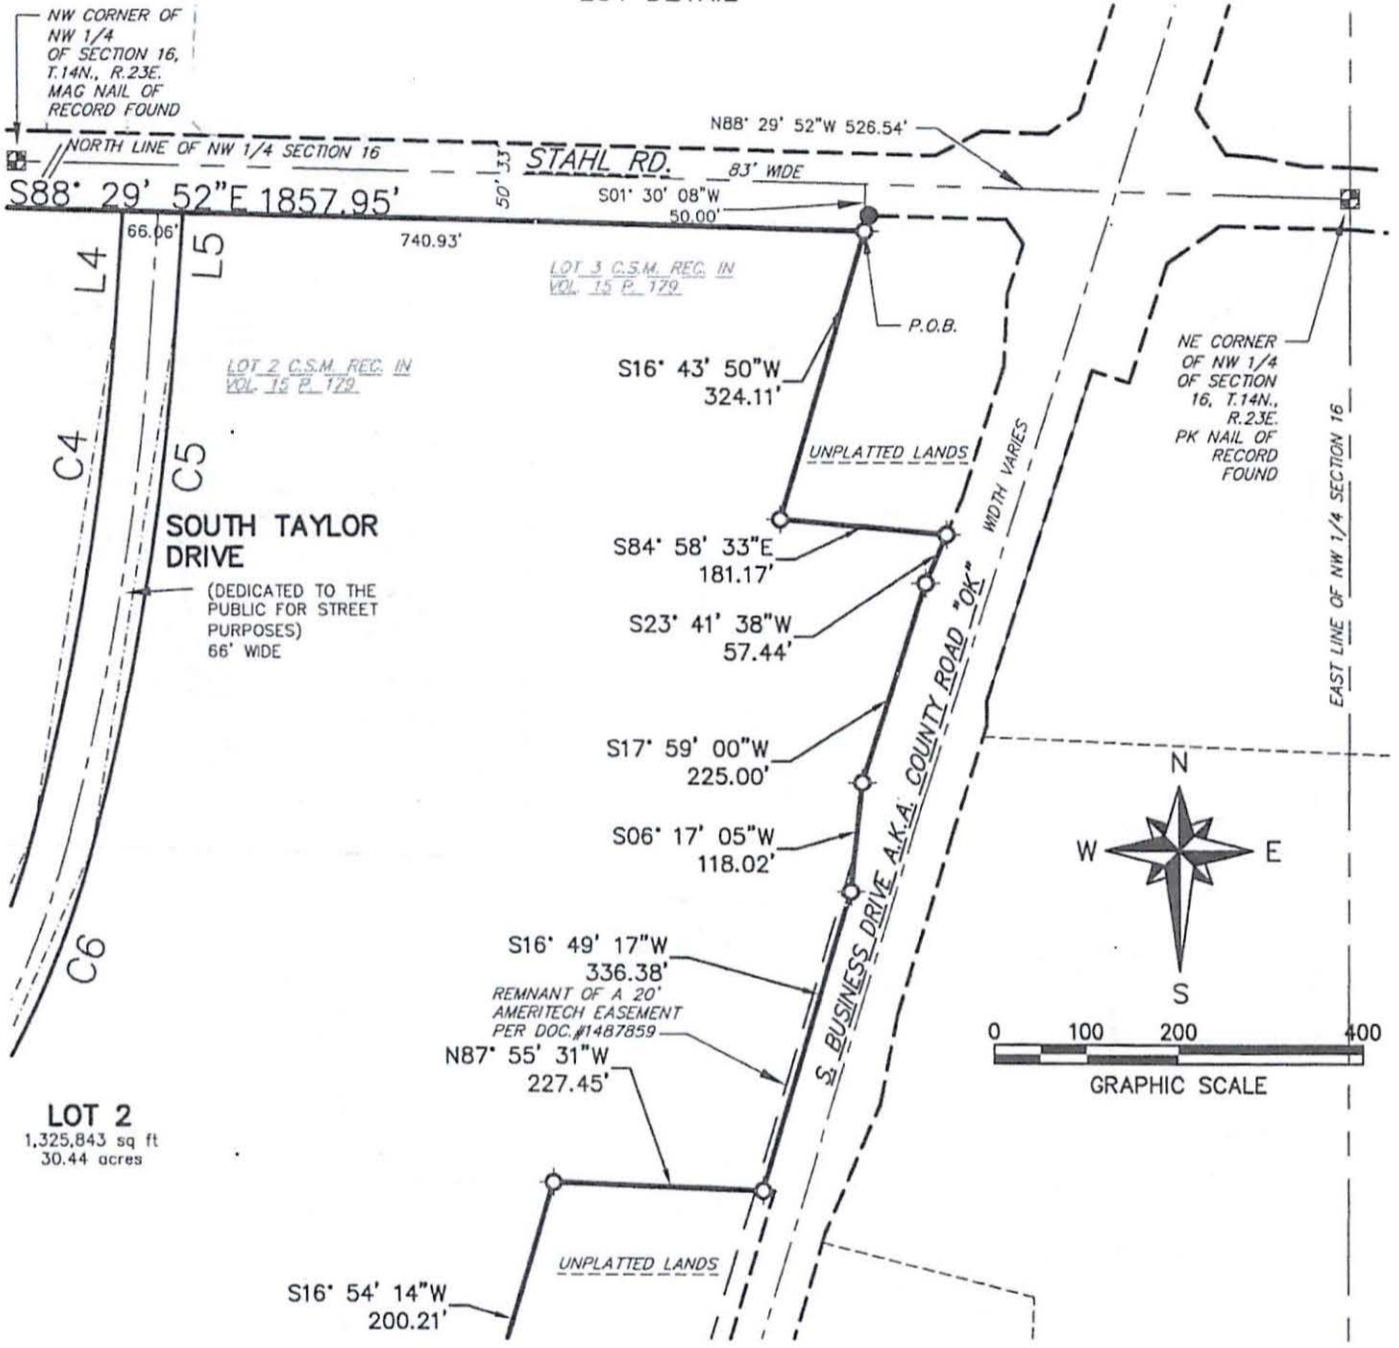 NW CORNER OF
NW 1/4
OF SECTION 16,
T.14N., R.23E.
MAG NAIL OF
RECORD FOUND
N88° 29' 52"W 526.54'
NORTH LINE OF NW 1/4 SECTION 16
50' 33'
STAHL RD.
83' WIDE
S88° 29' 52"E 1857.95'
S01° 30' 08"W
50.00'
66.06'
740.93'
L4
L5
LOT 3 C.S.M. REC. IN
VOL. 15 P. 179
P.O.B.
NE CORNER
OF NW 1/4
OF SECTION
16, T.14N.,
R.23E.
PK NAIL OF
RECORD
FOUND
LOT 2 C.S.M. REC. IN
VOL. 15 P. 179
S16° 43' 50"W
324.11'
UNPLATTED LANDS
WIDTH VARIES
EAST LINE OF NW 1/4 SECTION 16
C4
C5
SOUTH TAYLOR
DRIVE
(DEDICATED TO THE
PUBLIC FOR STREET
PURPOSES)
66' WIDE
S84° 58' 33"E
181.17'
S23° 41' 38"W
57.44'
S17° 59' 00"W
225.00'
S06° 17' 05"W
118.02'
S. BUSINESS DRIVE A.K.A. COUNTY ROAD "OK"
N
W E
S
C6
S16° 49' 17"W
336.38'
REMNANT OF A 20'
AMERITECH EASEMENT
PER DOC.#1487859
N87° 55' 31"W
227.45'
0 100 200 400
GRAPHIC SCALE
LOT 2
1,325,843 sq ft
30.44 acres
UNPLATTED LANDS
S16° 54' 14"W
200.21'